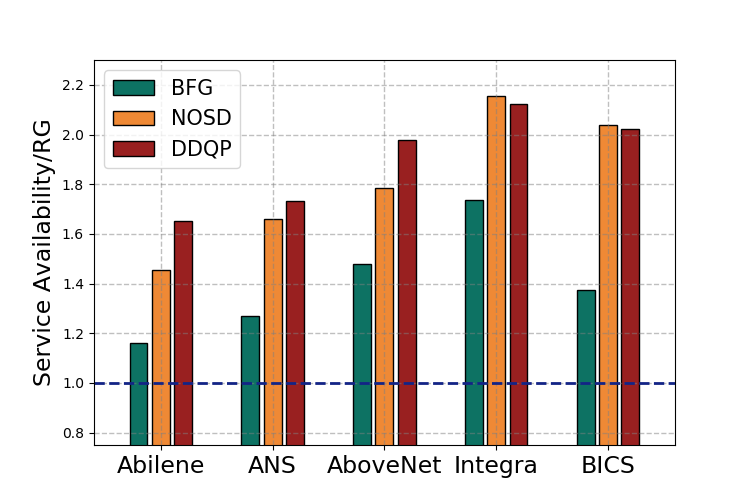 Service Availability/RG
2.2
2.0
1.8
1.6
1.4
1.2
1.0
0.8
BFG
NOSD
DDQP
Abilene ANS AboveNet Integra BICS